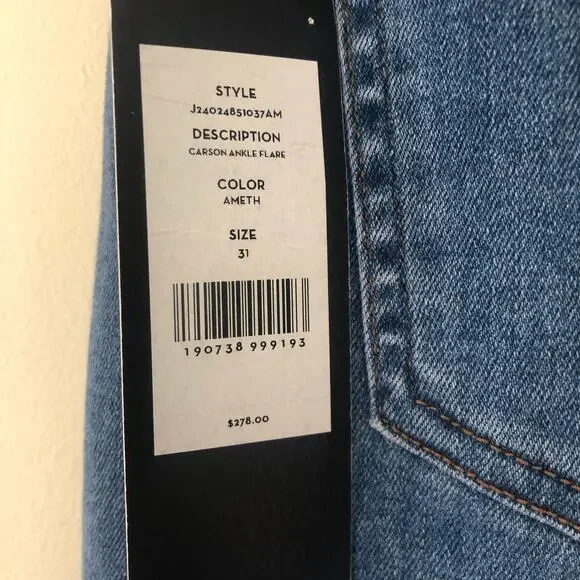 STYLE
J24024851037AM
DESCRIPTION
CARSON ANKLE FLARE
COLOR
AMETH
SIZE
31
190738 999193
$278.00